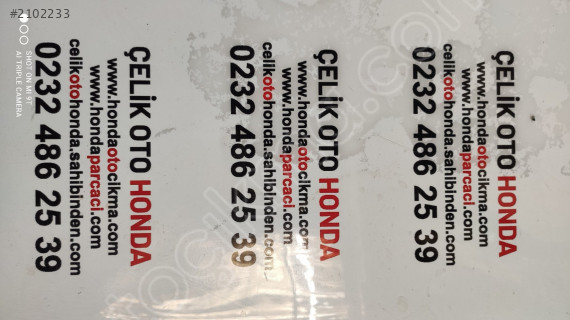 #2102233
SHOT ON MI 9T
AI TRIPLE CAMERA
ÇELİK OTO HONDA
www.hondaotocikma.com
www.hondaparcaci.com
celikotohonda.sahibinden.com
0232 486 25 39
ÇELİK OTO HONDA
www.hondaotocikma.com
www.hondaparcaci.com
celikotohonda.sahibinden.com
0232 486 25 39
ÇELİK OTO HONDA
www.hondaotocikma.com
www.hondaparcaci.com
celikotohonda.sahibinden.com
0232 486 25 39